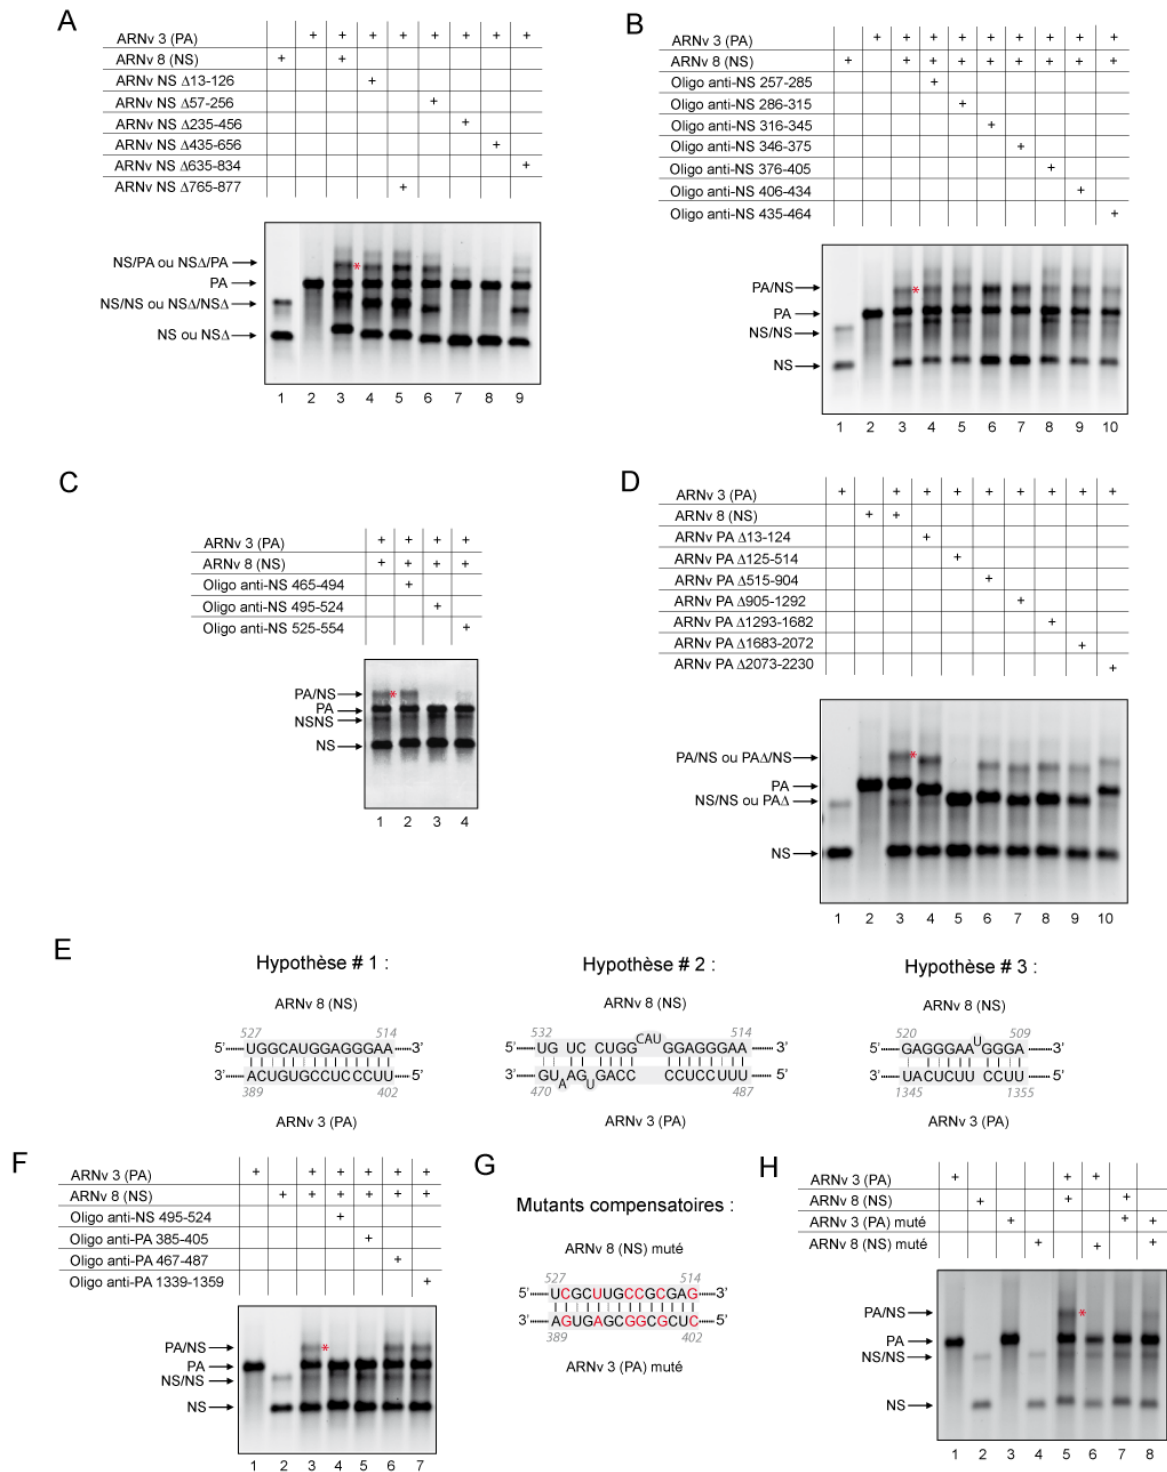 A
ARNv 3 (PA) + + + + + + + +
ARNv 8 (NS) + +
ARNv NS Δ13-126 +
ARNv NS Δ57-256 +
ARNv NS Δ235-456 +
ARNv NS Δ435-656 +
ARNv NS Δ635-834 +
ARNv NS Δ765-877 +
NS/PA ou NSΔ/PA
*
PA
NS/NS ou NSΔ/NSΔ
NS ou NSΔ
1 2 3 4 5 6 7 8 9
B
ARNv 3 (PA) + + + + + + + + +
ARNv 8 (NS) + + + + + + + + +
Oligo anti-NS 257-285 +
Oligo anti-NS 286-315 +
Oligo anti-NS 316-345 +
Oligo anti-NS 346-375 +
Oligo anti-NS 376-405 +
Oligo anti-NS 406-434 +
Oligo anti-NS 435-464 +
PA/NS
*
PA
NS/NS
NS
1 2 3 4 5 6 7 8 9 10
C
ARNv 3 (PA) + + + +
ARNv 8 (NS) + + + +
Oligo anti-NS 465-494 +
Oligo anti-NS 495-524 +
Oligo anti-NS 525-554 +
PA/NS
*
PA
NSNS
NS
1 2 3 4
D
ARNv 3 (PA) + + + + + + + + +
ARNv 8 (NS) + +
ARNv PA Δ13-124 +
ARNv PA Δ125-514 +
ARNv PA Δ515-904 +
ARNv PA Δ905-1292 +
ARNv PA Δ1293-1682 +
ARNv PA Δ1683-2072 +
ARNv PA Δ2073-2230 +
PA/NS ou PAΔ/NS
*
PA
NS/NS ou PAΔ
NS
1 2 3 4 5 6 7 8 9 10
E
Hypothèse # 1 :
ARNv 8 (NS)
527 514
5' UGGCAUGGAGGGAA 3'
3' ACUGUGCCUCCCUU 5'
389 402
ARNv 3 (PA)
Hypothèse # 2 :
ARNv 8 (NS)
532 514
5' UG UC CUGG CAU GGAGGGAA 3'
3' GU A AG U GACC CCUCCUUU 5'
470 487
ARNv 3 (PA)
Hypothèse # 3 :
ARNv 8 (NS)
520 509
5' GAGGGAA U GGGA 3'
3' UACUCUU CCUU 5'
1345 1355
ARNv 3 (PA)
F
ARNv 3 (PA) + + + + + +
ARNv 8 (NS) + + + + + +
Oligo anti-NS 495-524 +
Oligo anti-PA 385-405 +
Oligo anti-PA 467-487 +
Oligo anti-PA 1339-1359 +
PA/NS
*
PA
NS/NS
NS
1 2 3 4 5 6 7
G
Mutants compensatoires :
ARNv 8 (NS) muté
527 514
5' UCGCUUGCCGCGAG 3'
3' AGUGAGCGGCGCUC 5'
389 402
ARNv 3 (PA) muté
H
ARNv 3 (PA) + + +
ARNv 8 (NS) + + +
ARNv 3 (PA) muté + + +
ARNv 8 (NS) muté + + +
PA/NS
*
PA
NS/NS
NS
1 2 3 4 5 6 7 8